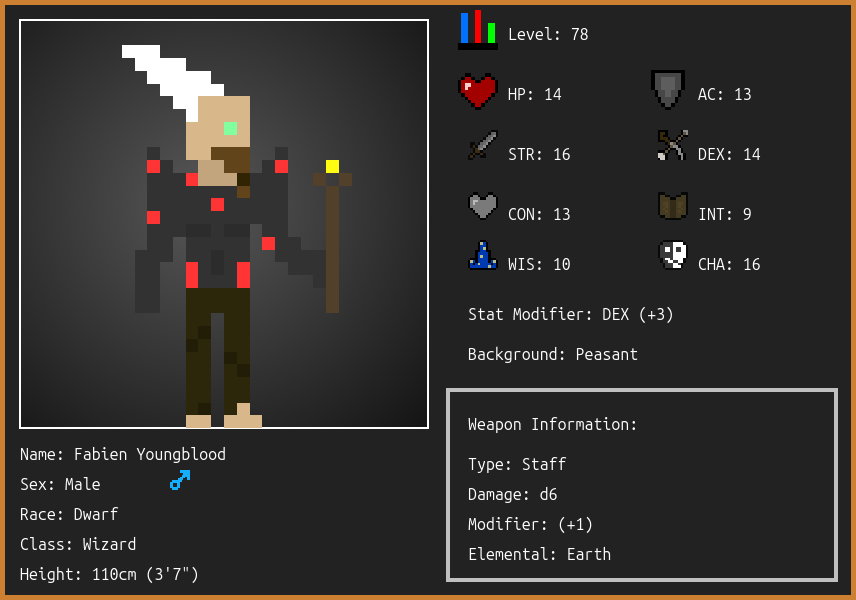 Level: 78
HP: 14
AC: 13
STR: 16
DEX: 14
CON: 13
INT: 9
WIS: 10
CHA: 16
Stat Modifier: DEX (+3)
Background: Peasant
Weapon Information:
Type: Staff
Damage: d6
Modifier: (+1)
Elemental: Earth
Name: Fabien Youngblood
Sex: Male
Race: Dwarf
Class: Wizard
Height: 110cm (3'7")